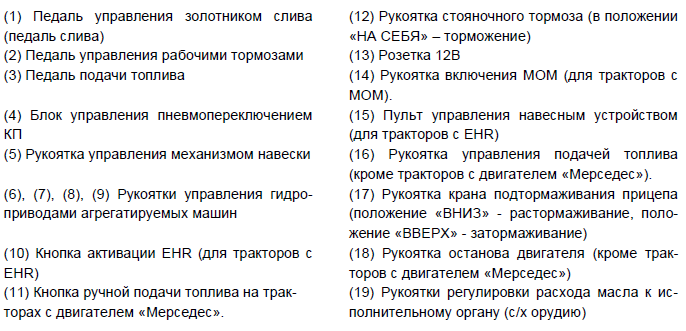 (1) Педаль управления золотником слива
(педаль слива)
(2) Педаль управления рабочими тормозами
(3) Педаль подачи топлива
(4) Блок управления пневмопереключением
КП
(5) Рукоятка управления механизмом навески
(6), (7), (8), (9) Рукоятки управления гидро-
приводами агрегатируемых машин
(10) Кнопка активации EHR (для тракторов с
EHR)
(11) Кнопка ручной подачи топлива на трак-
торах с двигателем «Мерседес».
(12) Рукоятка стояночного тормоза (в положении
«НА СЕБЯ» – торможение)
(13) Розетка 12В
(14) Рукоятка включения МОМ (для тракторов с
МОМ).
(15) Пульт управления навесным устройством
(для тракторов с EHR)
(16) Рукоятка управления подачей топлива
(кроме тракторов с двигателем «Мерседес»).
(17) Рукоятка крана подтормаживания прицепа
(положение «ВНИЗ» - растормаживание, поло-
жение «ВВЕРХ» - затормаживание)
(18) Рукоятка останова двигателя (кроме трак-
торов с двигателем «Мерседес»)
(19) Рукоятки регулировки расхода масла к ис-
полнительному органу (с/х орудию)